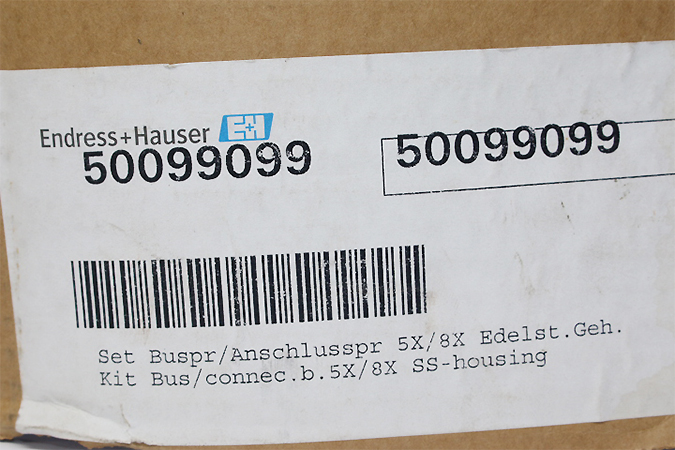 Endress+Hauser E+H
50099099
50099099
Set Buspr/Anschlusspr 5X/8X Edelst.Geh.
Kit Bus/connec.b.5X/8X SS-housing